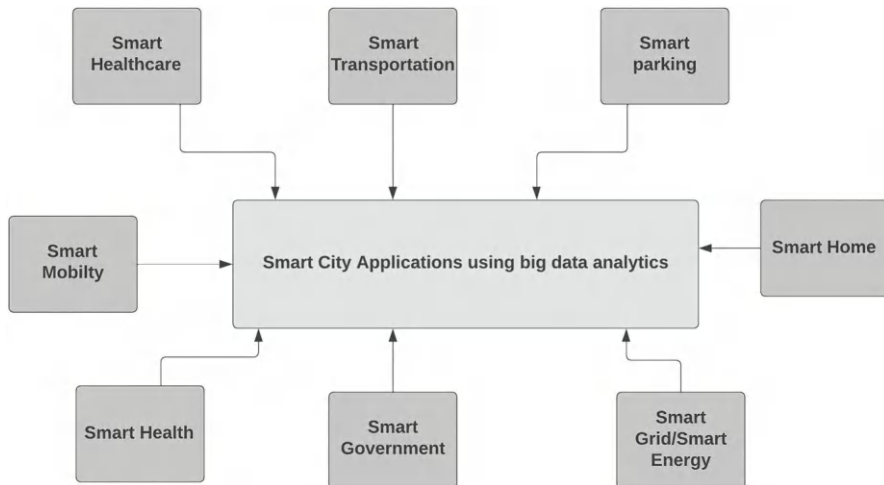 Smart
Healthcare
Smart
Transportation
Smart
parking
Smart
Mobilty
Smart City Applications using big data analytics
Smart Home
Smart Health
Smart
Government
Smart
Grid/Smart
Energy